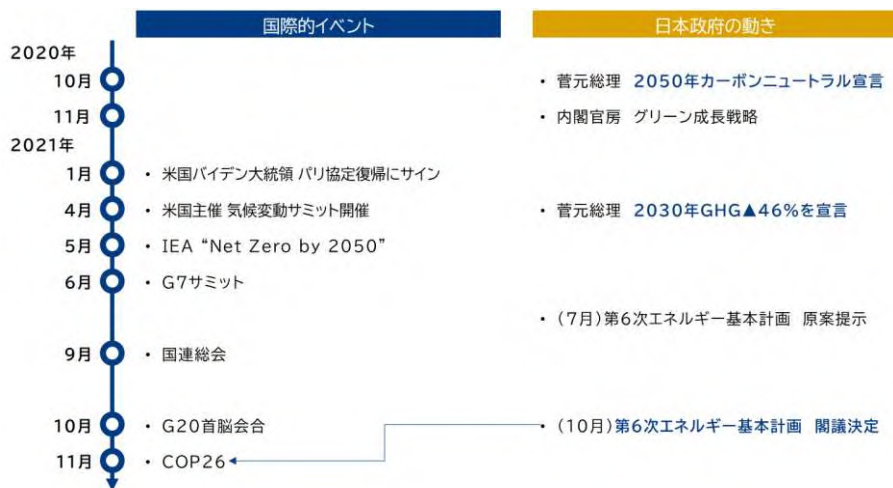 国際的イベント 日本政府の動き
2020年
10月 • 菅元総理 2050年カーボンニュートラル宣言
11月 • 内閣官房 グリーン成長戦略
2021年
1月 • 米国バイデン大統領 パリ協定復帰にサイン
4月 • 米国主催 気候変動サミット開催 • 菅元総理 2030年GHG▲46%を宣言
5月 • IEA “Net Zero by 2050”
6月 • G7サミット
• (7月)第6次エネルギー基本計画 原案提示
9月 • 国連総会
10月 • G20首脳会合 • (10月)第6次エネルギー基本計画 閣議決定
11月 • COP26